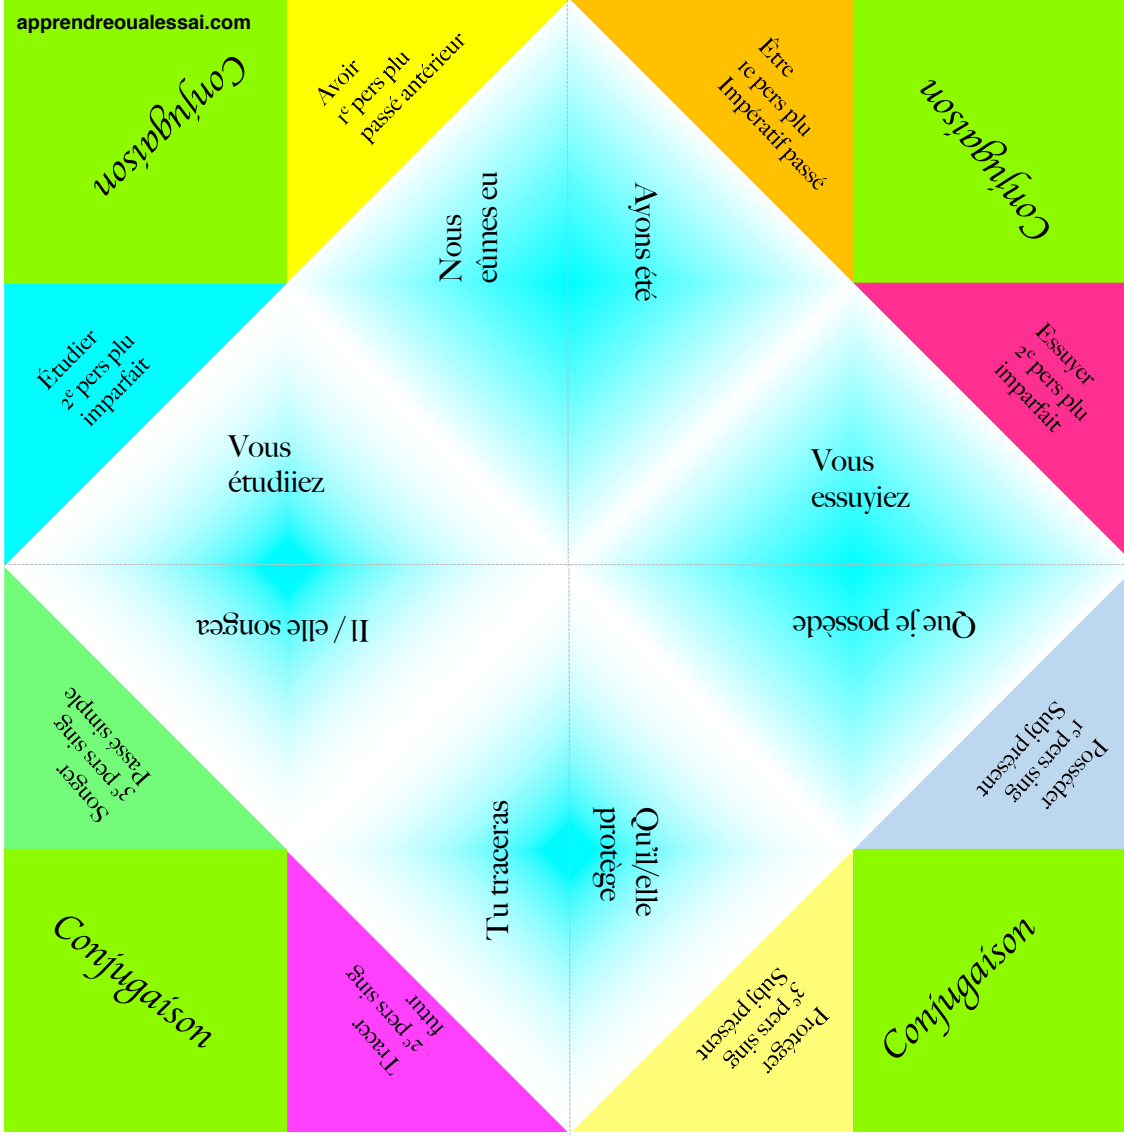 apprendreoualessai.com
Conjugaison
Avoir
1e pers plu
passé antérieur
Être
1e pers plu
Impératif passé
Conjugaison
Nous
eûmes eu
Ayons été
Étudier
2e pers plu
imparfait
Essuyer
2e pers plu
imparfait
Vous
étudiiez
Vous
essuyiez
Il/elle songea
Que je possède
Songer
3e pers sing
Passé simple
Posséder
1e pers sing
Subj présent
Tu traceras
Qu'il/elle
protège
Conjugaison
Tracer
2e pers sing
futur
Protéger
3e pers sing
Subj présent
Conjugaison